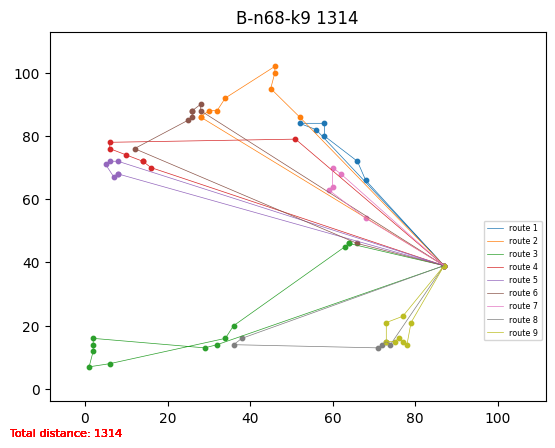 B-n68-k9 1314
100
80
60
40
20
0
0 20 40 60 80 100
route 1
route 2
route 3
route 4
route 5
route 6
route 7
route 8
route 9
Total distance: 1314